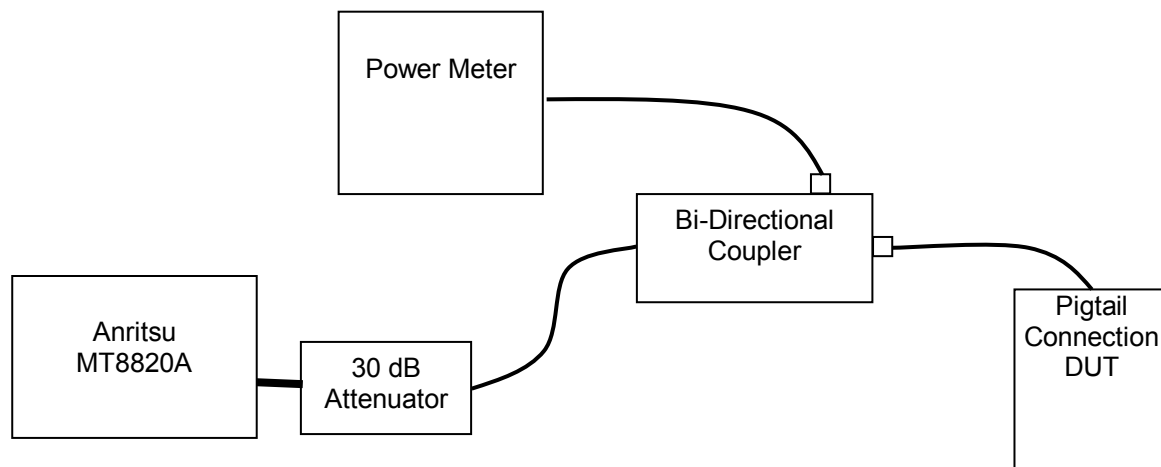 Power Meter
Bi-Directional
Coupler
Anritsu
MT8820A
30 dB
Attenuator
Pigtail
Connection
DUT